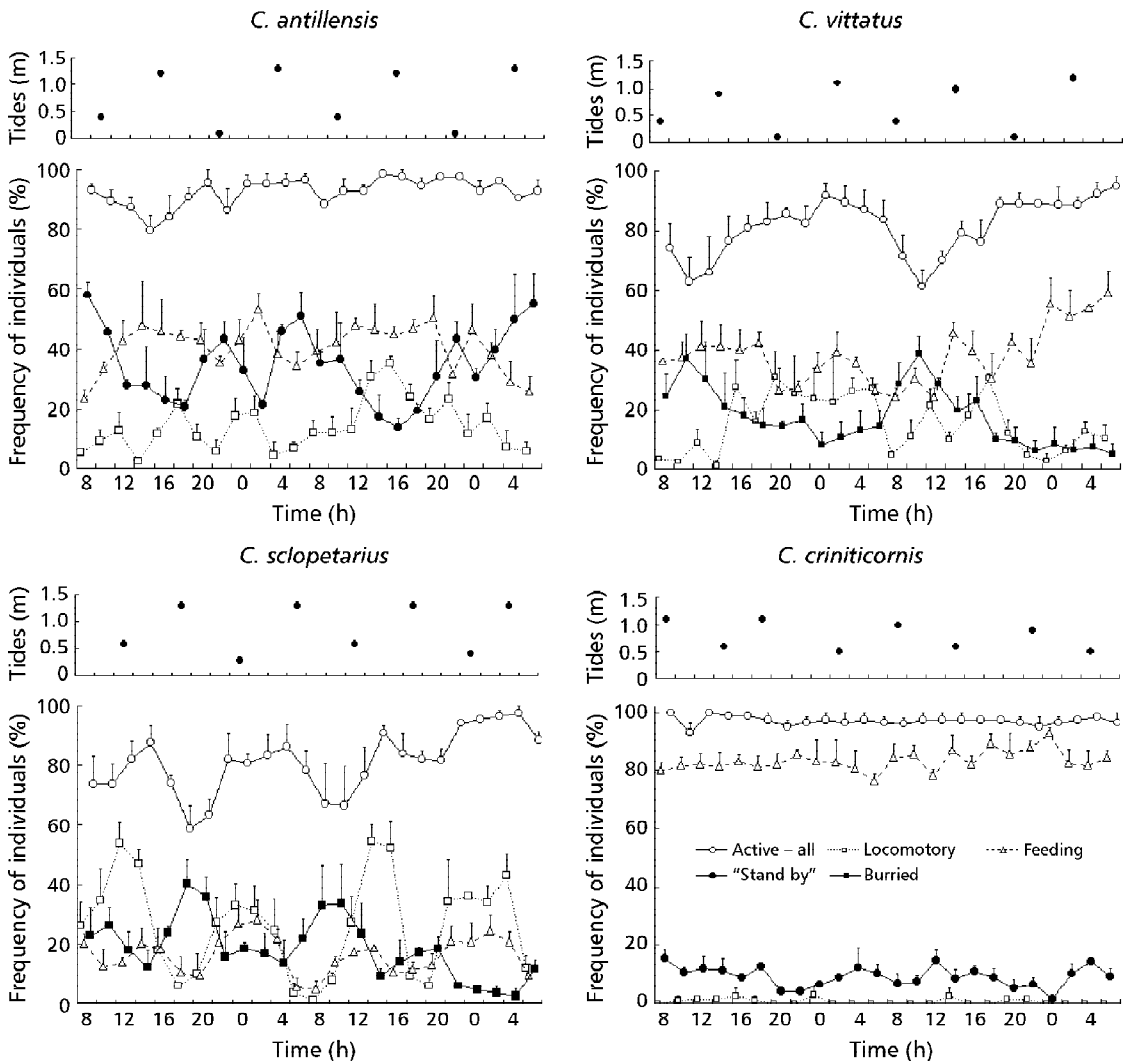 C. antillensis
Tides (m)
1.5
1.0
0.5
0
Frequency of individuals (%)
100
80
60
40
20
0
8 12 16 20 0 4 8 12 16 20 0 4
Time (h)
C. vittatus
Tides (m)
1.5
1.0
0.5
0
Frequency of individuals (%)
100
80
60
40
20
0
8 12 16 20 0 4 8 12 16 20 0 4
Time (h)
C. sclopetarius
Tides (m)
1.5
1.0
0.5
0
Frequency of individuals (%)
100
80
60
40
20
0
8 12 16 20 0 4 8 12 16 20 0 4
Time (h)
C. criniticornis
Tides (m)
1.5
1.0
0.5
0
Frequency of individuals (%)
100
80
60
40
20
0
Active – all Locomotory Feeding
"Stand by" Burried
8 12 16 20 0 4 8 12 16 20 0 4
Time (h)